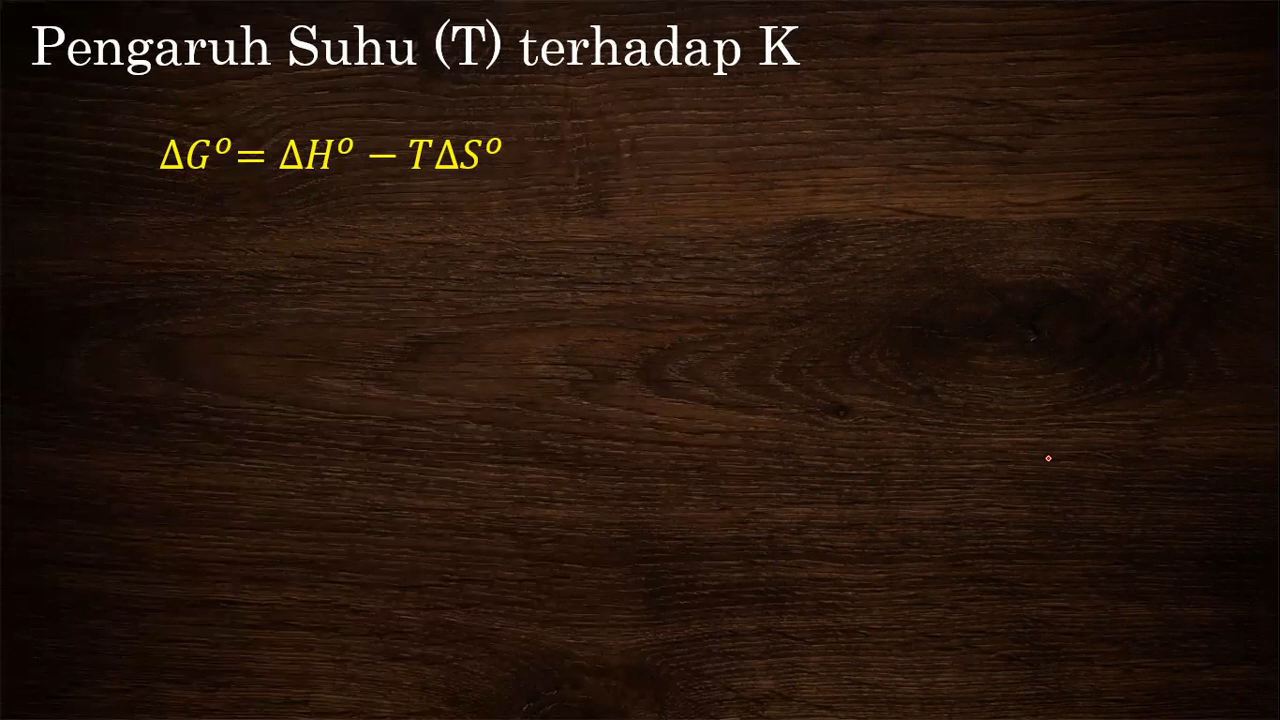 Pengaruh Suhu (T) terhadap K
ΔG° = ΔH° − TΔS°